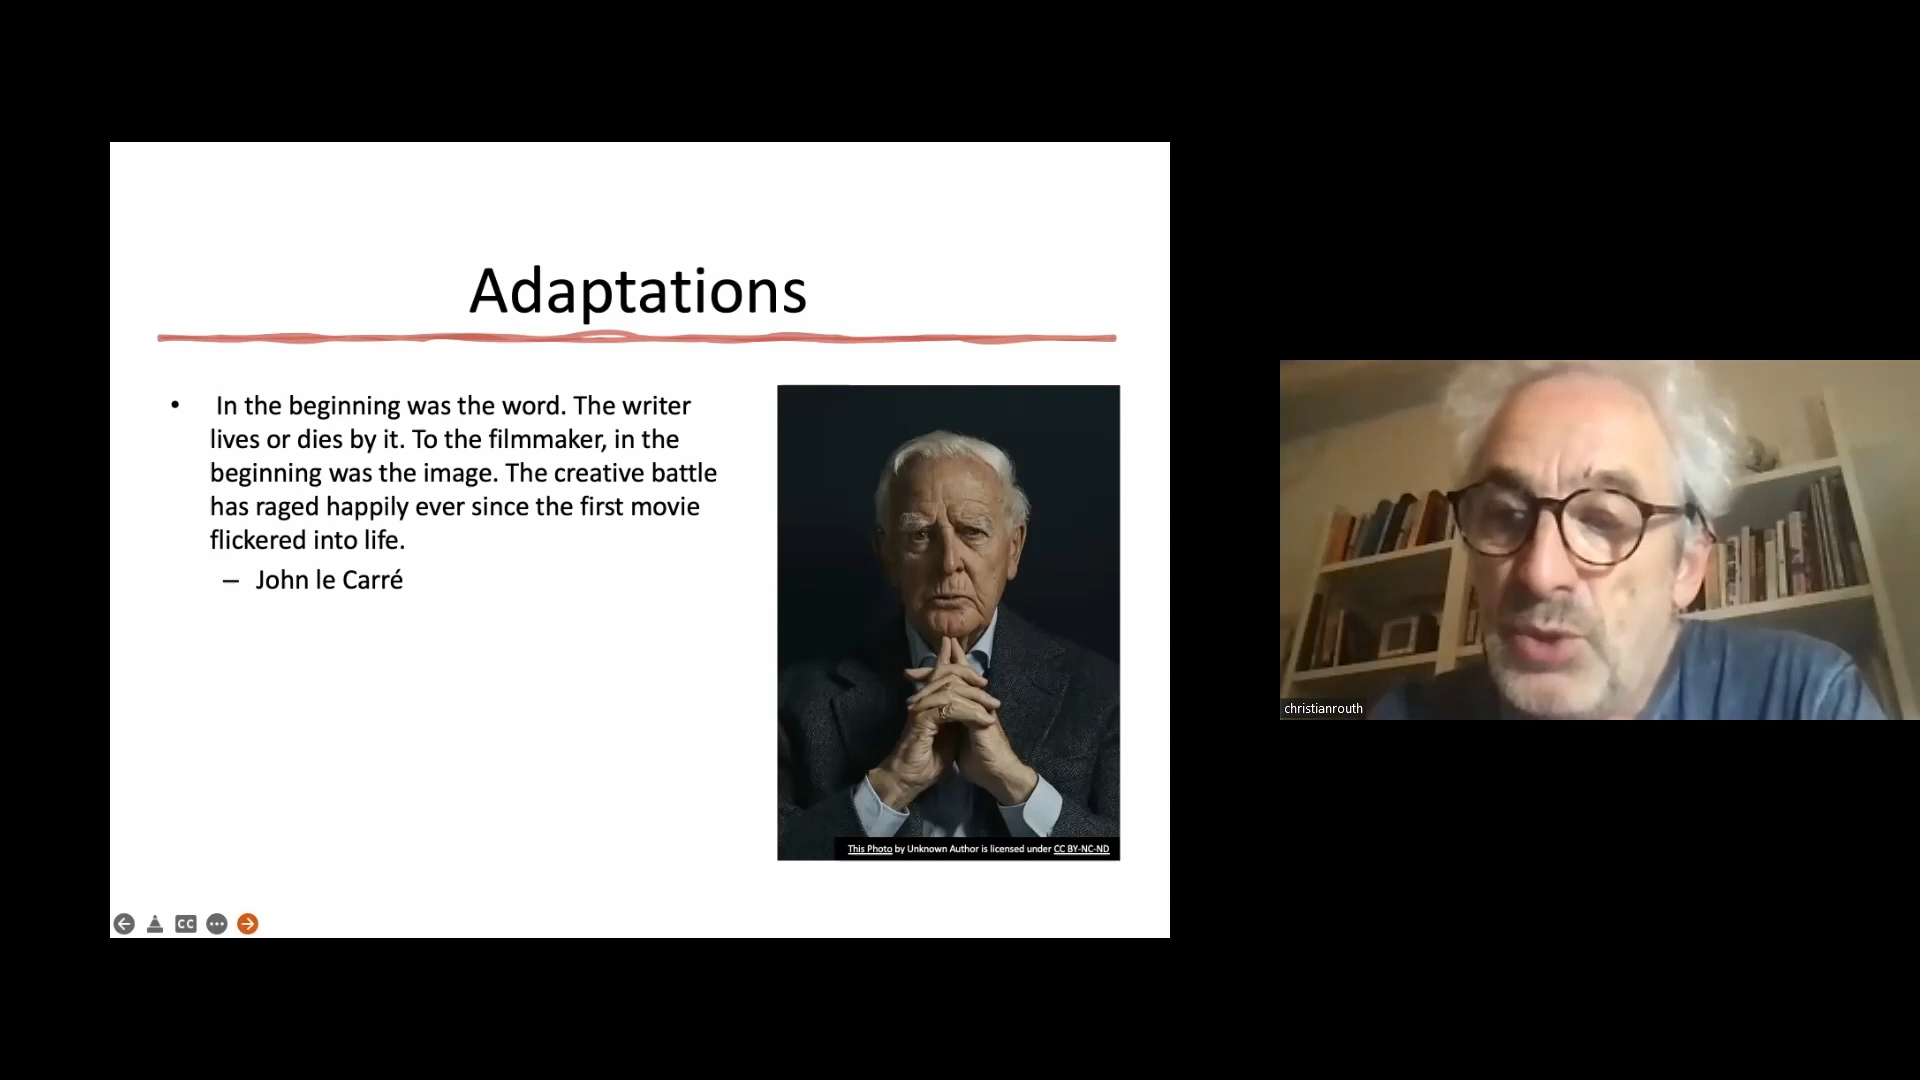 Adaptations
• In the beginning was the word. The writer
lives or dies by it. To the filmmaker, in the
beginning was the image. The creative battle
has raged happily ever since the first movie
flickered into life.
– John le Carré
This Photo by Unknown Author is licensed under CC BY-NC-ND
CC
christianrouth